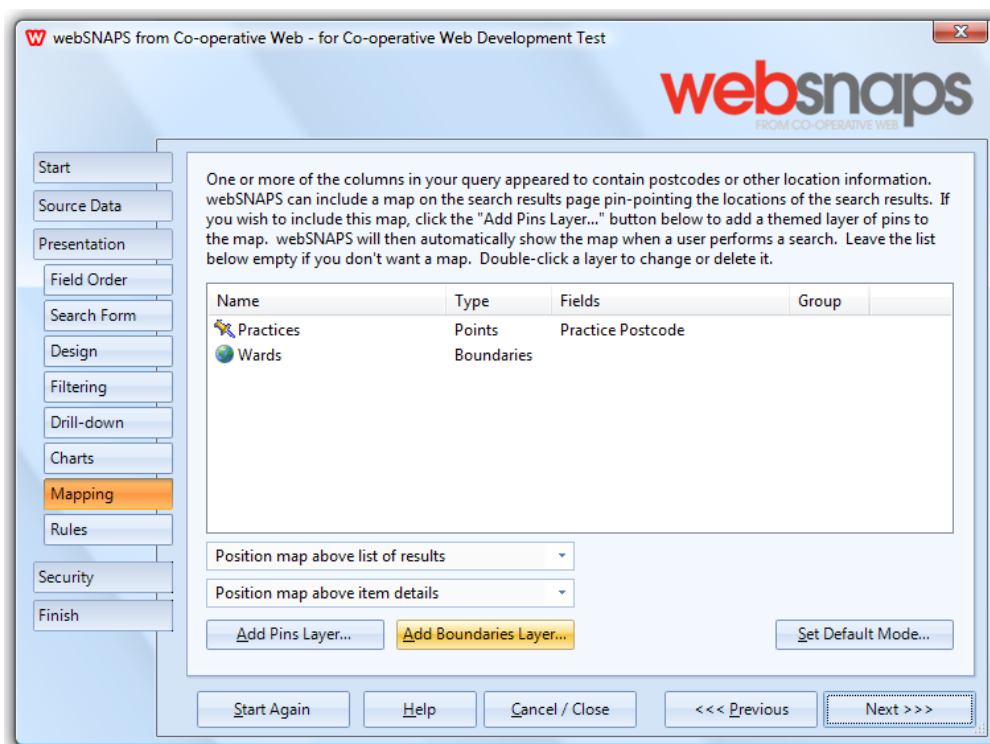 webSNAPS from Co-operative Web - for Co-operative Web Development Test
websnaps
FROM CO-OPERATIVE WEB
Start
Source Data
Presentation
Field Order
Search Form
Design
Filtering
Drill-down
Charts
Mapping
Rules
Security
Finish
One or more of the columns in your query appeared to contain postcodes or other location information.
webSNAPS can include a map on the search results page pin-pointing the locations of the search results. If
you wish to include this map, click the "Add Pins Layer..." button below to add a themed layer of pins to
the map. webSNAPS will then automatically show the map when a user performs a search. Leave the list
below empty if you don't want a map. Double-click a layer to change or delete it.
Name Type Fields Group
Practices Points Practice Postcode
Wards Boundaries
Position map above list of results
Position map above item details
Add Pins Layer... Add Boundaries Layer... Set Default Mode...
Start Again Help Cancel / Close <<< Previous Next >>>